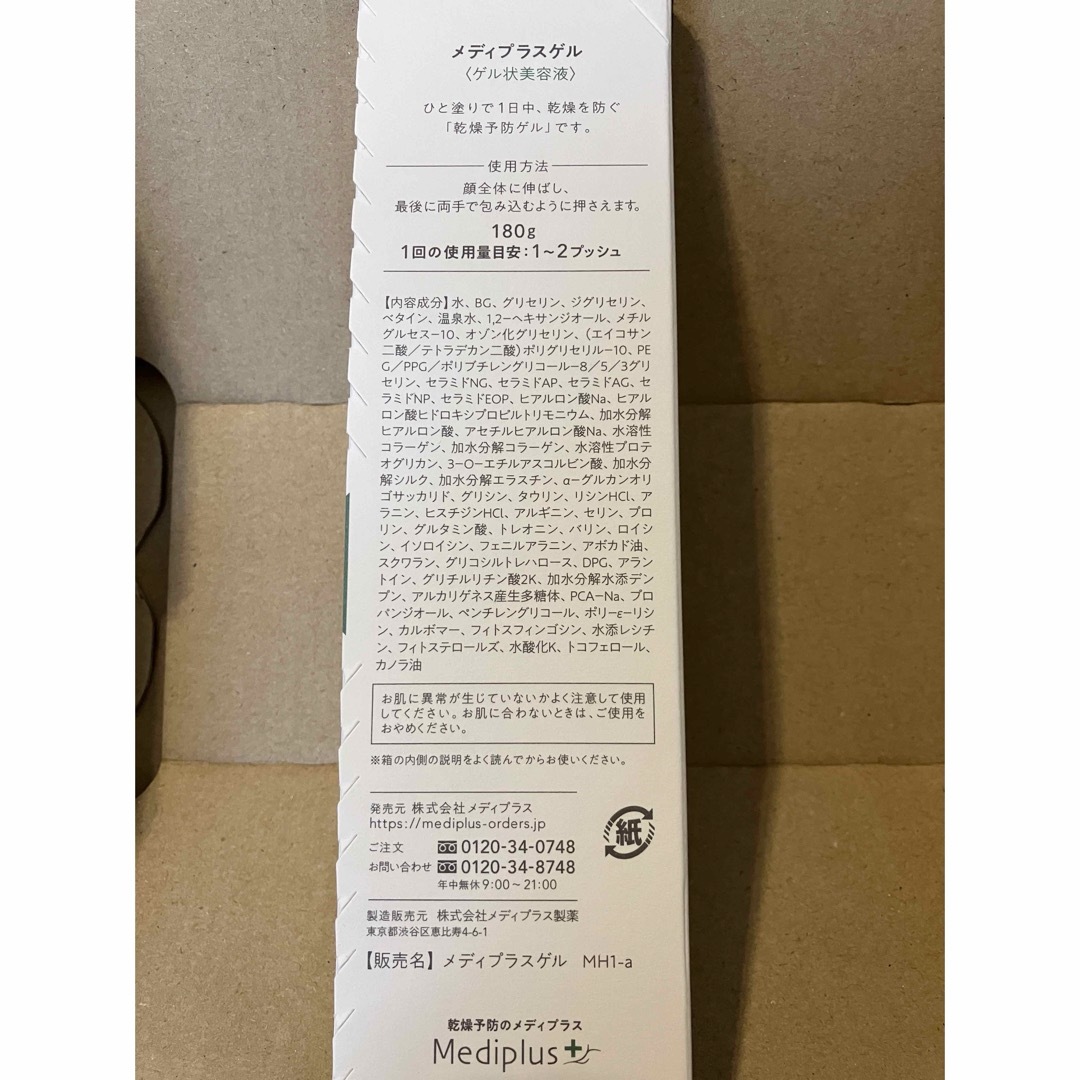 メディプラスゲル
〈ゲル状美容液〉
ひと塗りで1日中、乾燥を防ぐ
「乾燥予防ゲル」です。
使用方法
顔全体に伸ばし、
最後に両手で包み込むように押さえます。
180g
1回の使用量目安：1〜2プッシュ
【内容成分】水、BG、グリセリン、ジグリセリン、
ベタイン、温泉水、1,2−ヘキサンジオール、メチル
グルセス−10、オゾン化グリセリン、（エイコサン
二酸／テトラデカン二酸）ポリグリセリル−10、PE
G／PPG／ポリブチレングリコール−8／5／3グリ
セリン、セラミドNG、セラミドAP、セラミドAG、セ
ラミドNP、セラミドEOP、ヒアルロン酸Na、ヒアル
ロン酸ヒドロキシプロピルトリモニウム、加水分解
ヒアルロン酸、アセチルヒアルロン酸Na、水溶性
コラーゲン、加水分解コラーゲン、水溶性プロテ
オグリカン、3−O−エチルアスコルビン酸、加水分
解シルク、加水分解エラスチン、α−グルカンオリ
ゴサッカリド、グリシン、タウリン、リシンHCl、ア
ラニン、ヒスチジンHCl、アルギニン、セリン、プロ
リン、グルタミン酸、トレオニン、バリン、ロイシ
ン、イソロイシン、フェニルアラニン、アボカド油、
スクワラン、グリコシルトレハロース、DPG、アラン
トイン、グリチルリチン酸2K、加水分解水添デン
プン、アルカリゲネス産生多糖体、PCA−Na、プロ
パンジオール、ペンチレングリコール、ポリ−ε−リシ
ン、カルボマー、フィトスフィンゴシン、水添レシチ
ン、フィトステロールズ、水酸化K、トコフェロール、
カノラ油
お肌に異常が生じていないかよく注意して使用
してください。お肌に合わないときは、ご使用を
おやめください。
※箱の内側の説明をよく読んでからお使いください。
発売元 株式会社メディプラス
https://mediplus-orders.jp
ご注文 0120-34-0748
お問い合わせ 0120-34-8748
年中無休9:00〜21:00
紙
製造販売元 株式会社メディプラス製薬
東京都渋谷区恵比寿4-6-1
【販売名】メディプラスゲル MH1-a
乾燥予防のメディプラス
Mediplus+